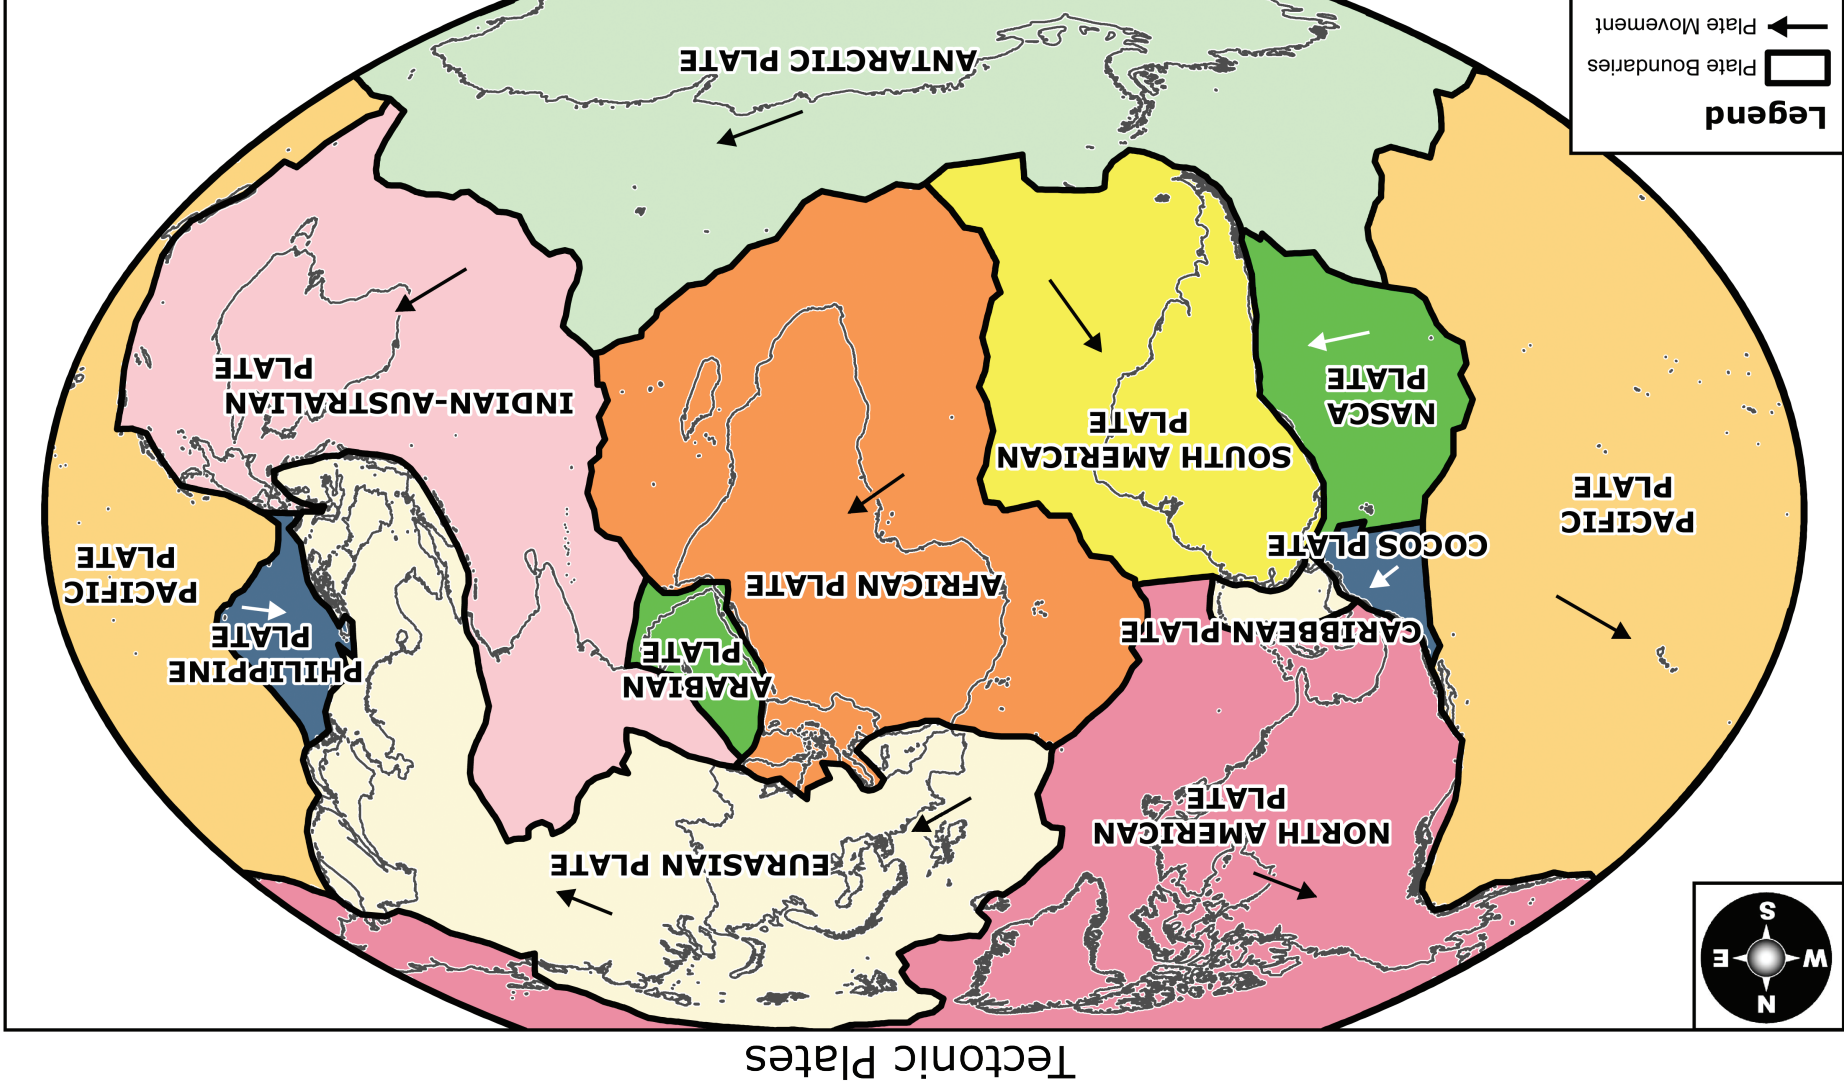 Tectonic Plates
N
W
E
S
NORTH AMERICAN
PLATE
EURASIAN PLATE
CARIBBEAN PLATE
ARABIAN
PLATE
PHILIPPINE
PLATE
COCOS PLATE
AFRICAN PLATE
PACIFIC
PLATE
PACIFIC
PLATE
NASCA
PLATE
SOUTH AMERICAN
PLATE
INDIAN-AUSTRALIAN
PLATE
ANTARCTIC PLATE
Legend
Plate Boundaries
Plate Movement